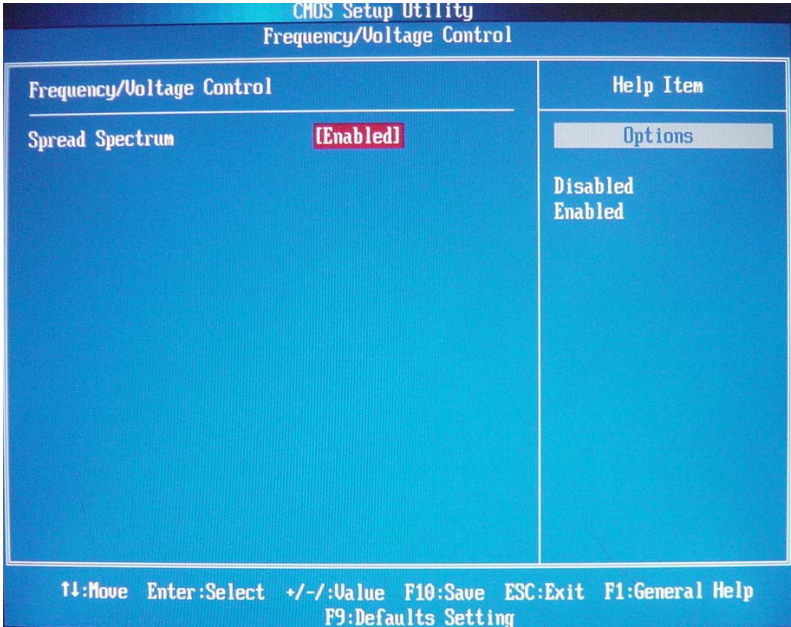 CMOS Setup Utility
Frequency/Voltage Control
Frequency/Voltage Control
Help Item
Spread Spectrum [Enabled]
Options
Disabled
Enabled
↑↓:Move Enter:Select +/-/:Value F10:Save ESC:Exit F1:General Help
F9:Defaults Setting